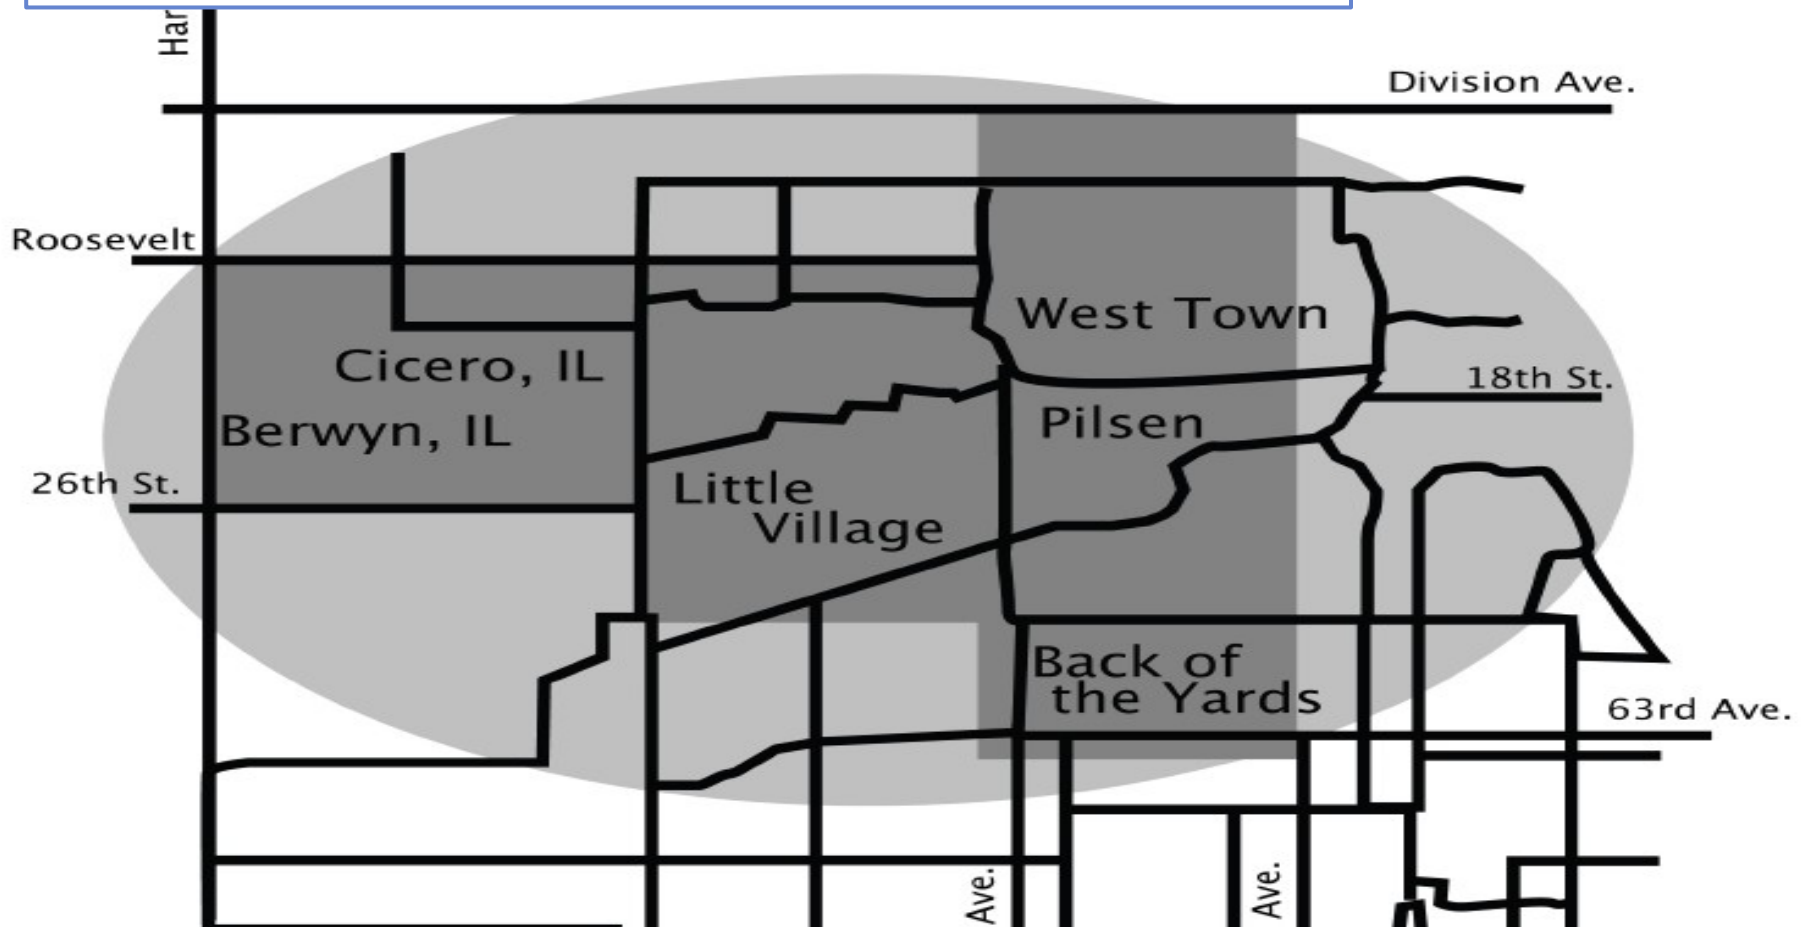 Har
Division Ave.
Roosevelt
West Town
Cicero, IL
18th St.
Berwyn, IL
Pilsen
26th St.
Little
Village
Back of
the Yards
63rd Ave.
Ave.
Ave.